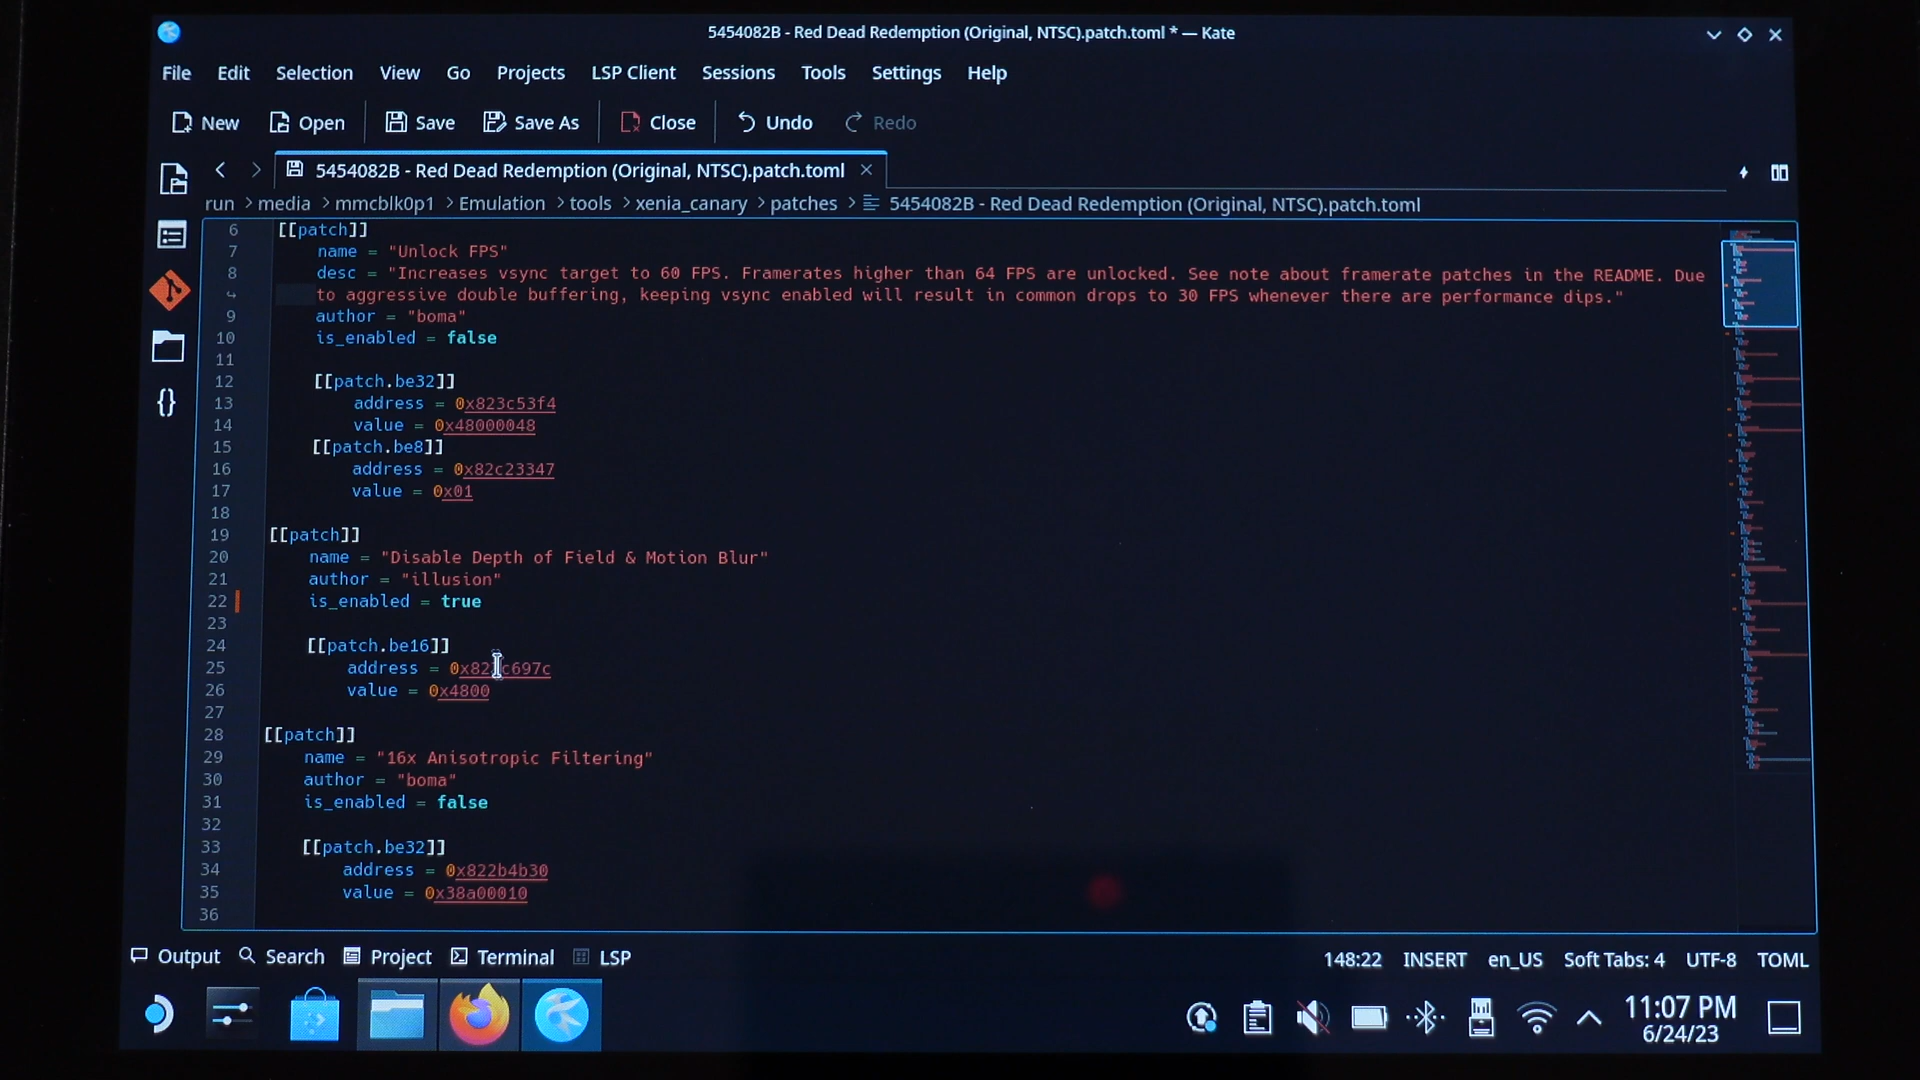 5454082B - Red Dead Redemption (Original, NTSC).patch.toml * — Kate
File Edit Selection View Go Projects LSP Client Sessions Tools Settings Help
New Open Save Save As Close Undo Redo
5454082B - Red Dead Redemption (Original, NTSC).patch.toml
run > media > mmcblk0p1 > Emulation > tools > xenia_canary > patches > 5454082B - Red Dead Redemption (Original, NTSC).patch.toml
6 [[patch]]
7 name = "Unlock FPS"
8 desc = "Increases vsync target to 60 FPS. Framerates higher than 64 FPS are unlocked. See note about framerate patches in the README. Due
to aggressive double buffering, keeping vsync enabled will result in common drops to 30 FPS whenever there are performance dips."
9 author = "boma"
10 is_enabled = false
11
12 [[patch.be32]]
13 address = 0x823c53f4
14 value = 0x48000048
15 [[patch.be8]]
16 address = 0x82c23347
17 value = 0x01
18
19 [[patch]]
20 name = "Disable Depth of Field & Motion Blur"
21 author = "illusion"
22 is_enabled = true
23
24 [[patch.be16]]
25 address =
26 value = 0x4800
27
28 [[patch]]
29 name = "16x Anisotropic Filtering"
30 author = "boma"
31 is_enabled = false
32
33 [[patch.be32]]
34 address = 0x822b4b30
35 value = 0x38a00010
36
Output Search Project Terminal LSP 148:22 INSERT en_US Soft Tabs: 4 UTF-8 TOML
11:07 PM
6/24/23